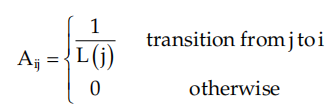 A_ij = { 1/L(j) transition from j to i
0 otherwise